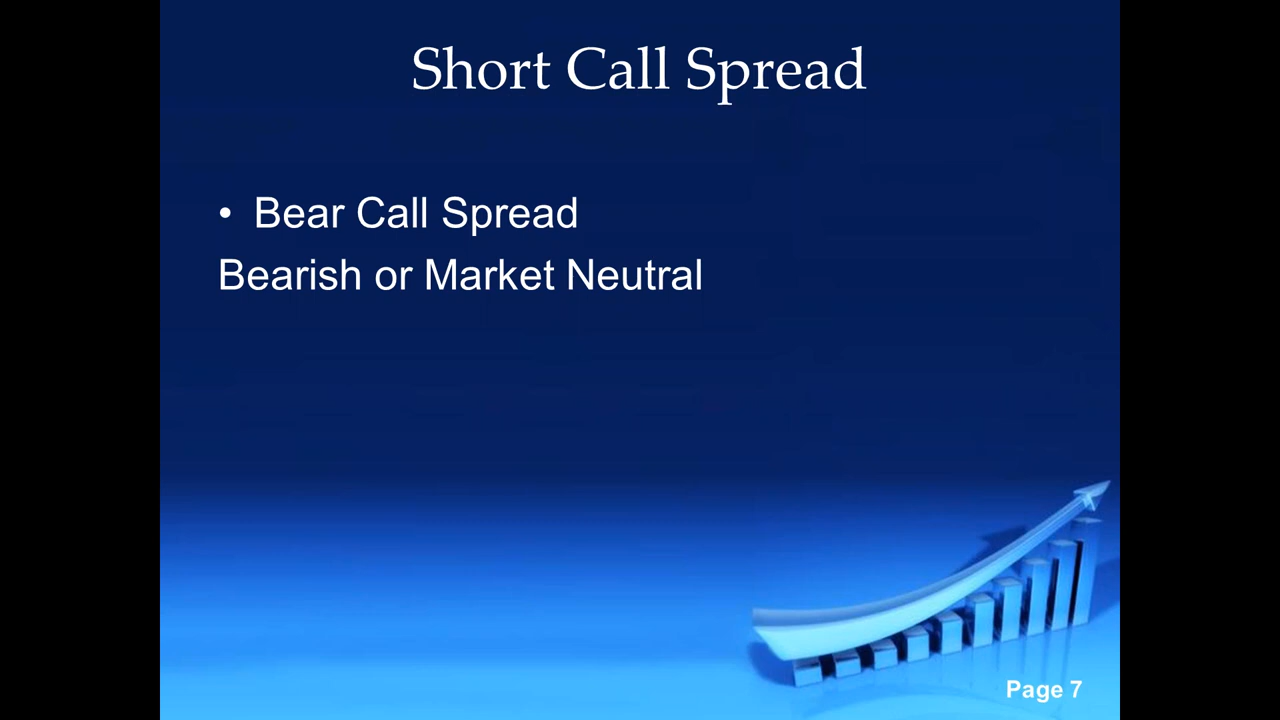 Short Call Spread
• Bear Call Spread
Bearish or Market Neutral
Page 7